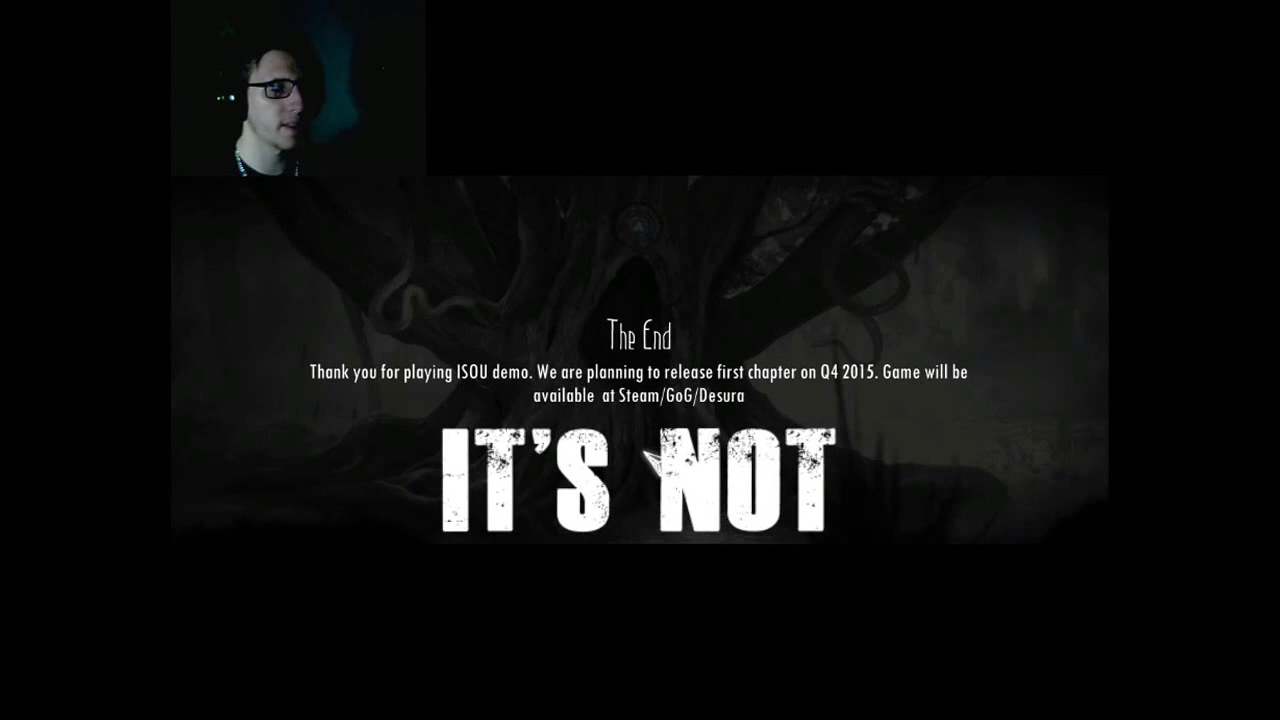 The End
Thank you for playing ISOU demo. We are planning to release first chapter on Q4 2015. Game will be
available at Steam/GoG/Desura
IT'S NOT